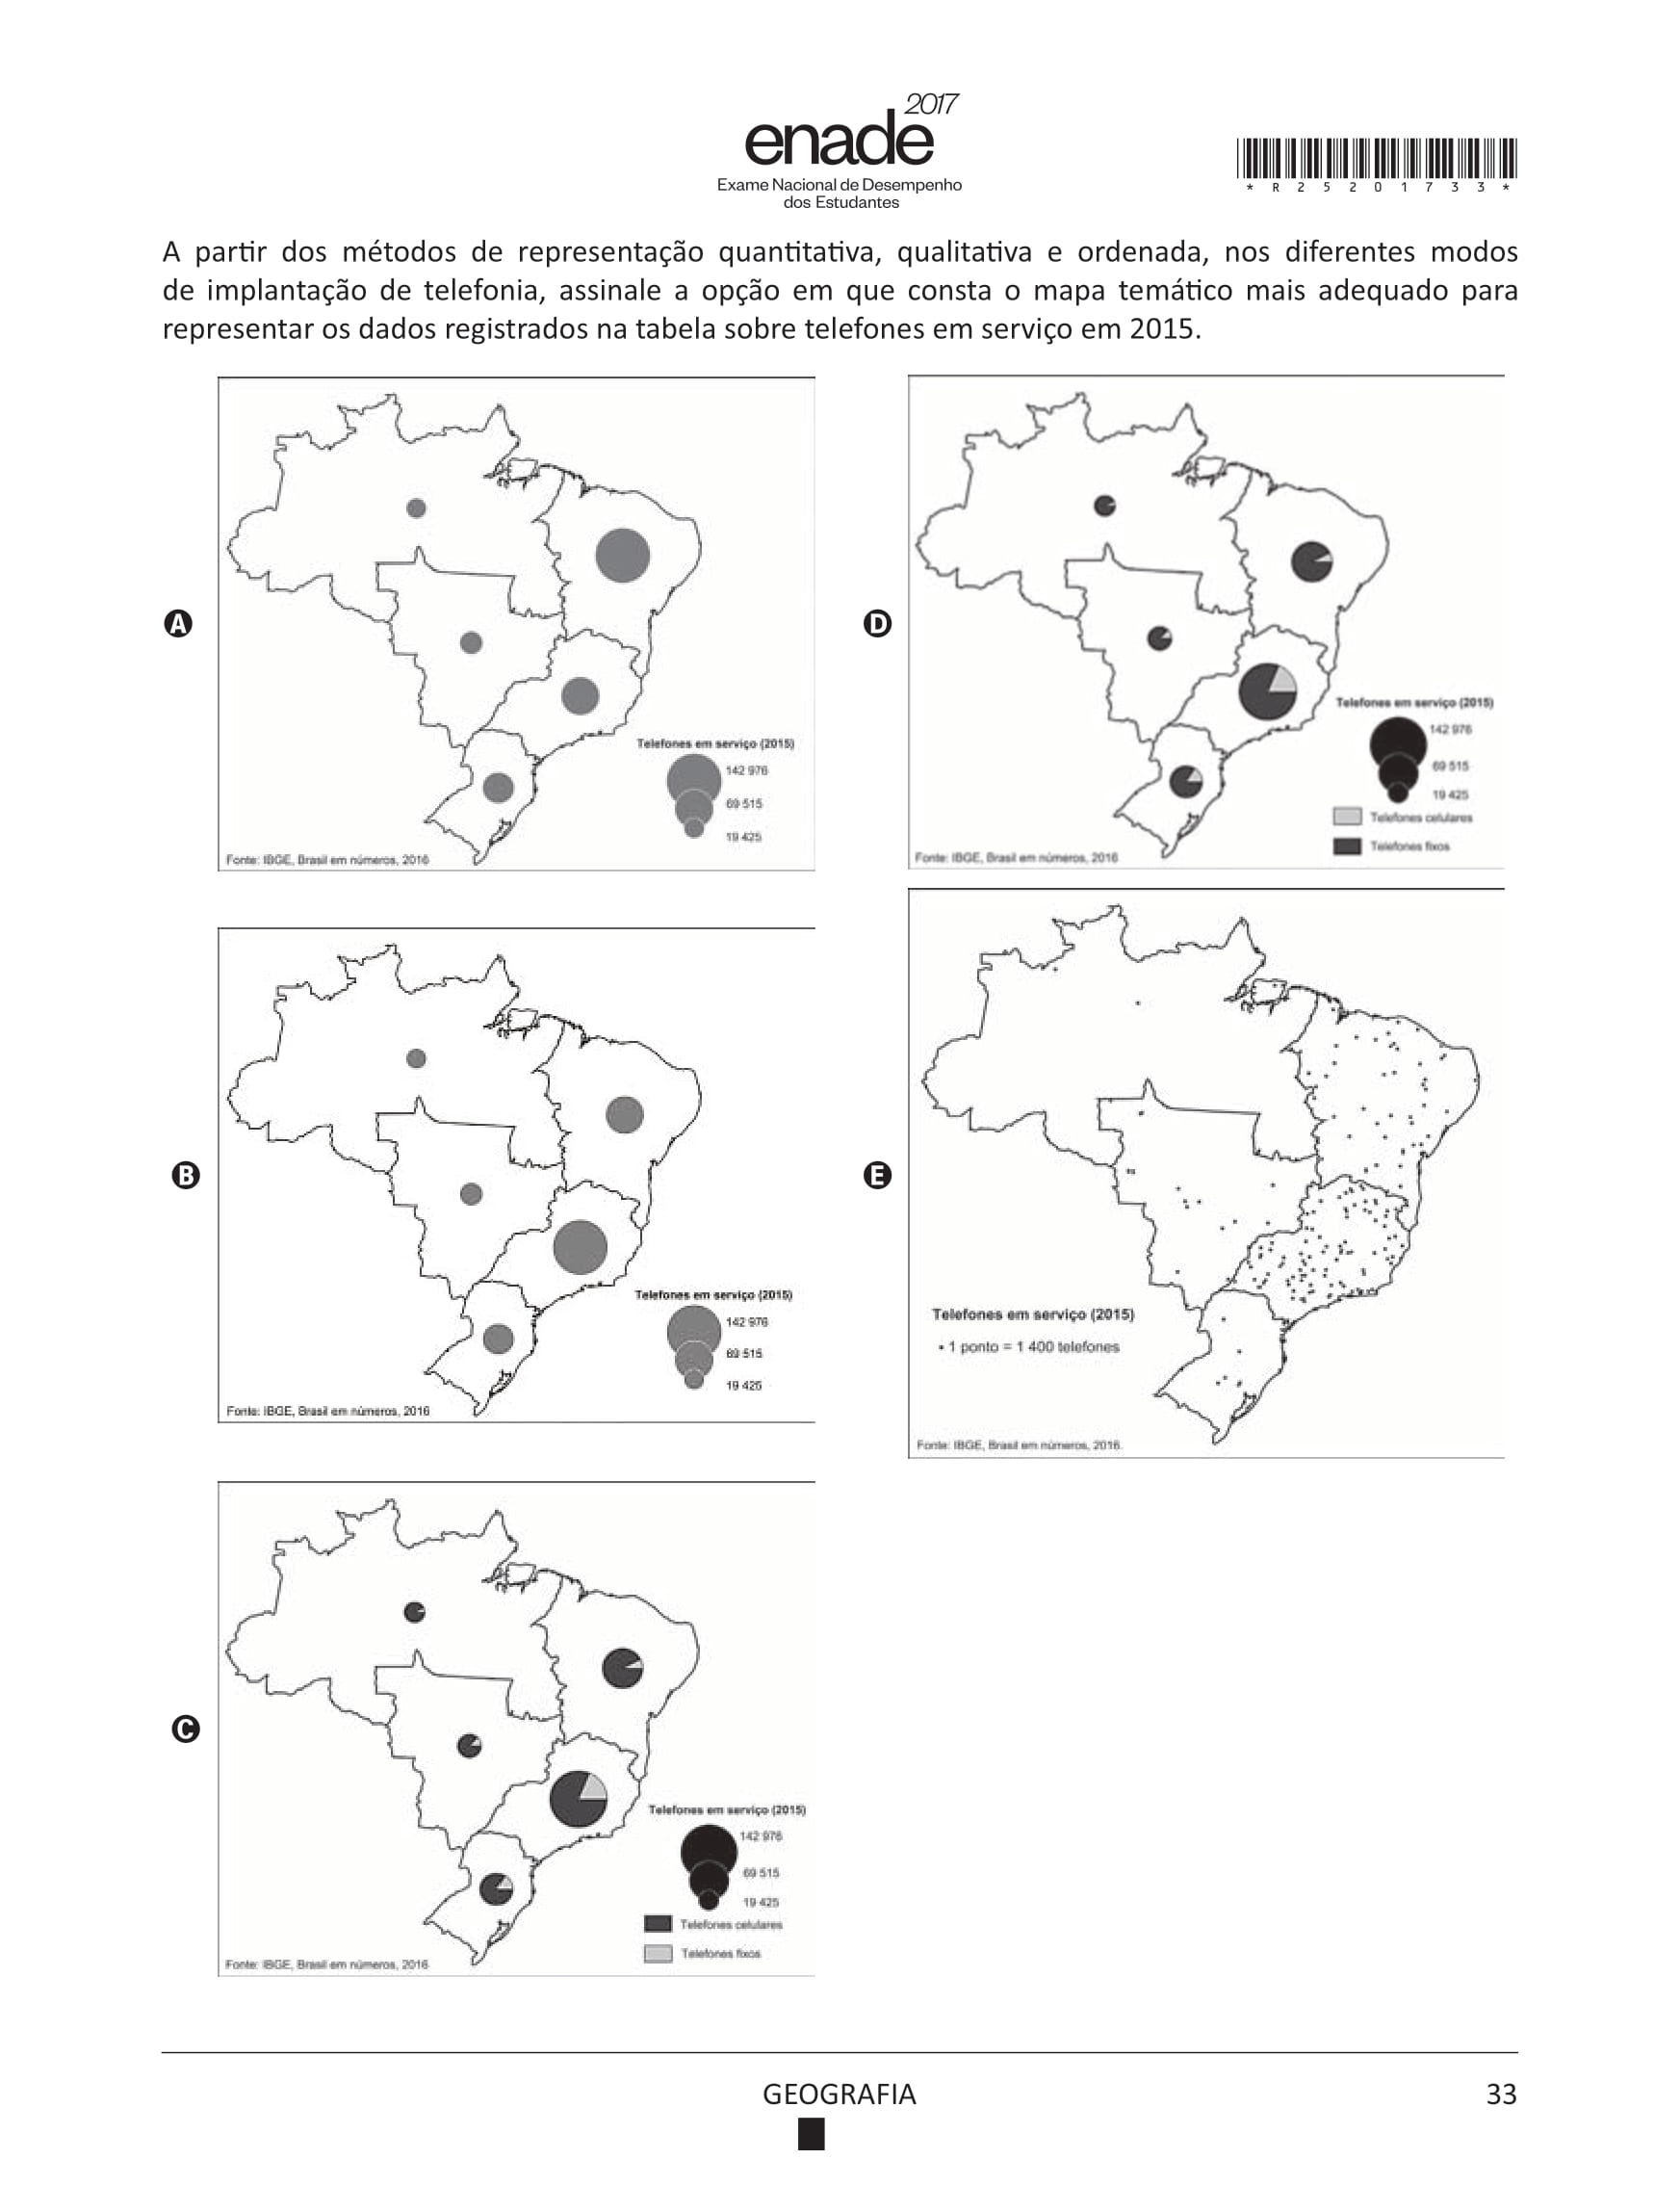 2017
enade
Exame Nacional de Desempenho
dos Estudantes
* R 2 5 2 0 1 7 3 3 *
A partir dos métodos de representação quantitativa, qualitativa e ordenada, nos diferentes modos
de implantação de telefonia, assinale a opção em que consta o mapa temático mais adequado para
representar os dados registrados na tabela sobre telefones em serviço em 2015.
A
Telefones em serviço (2015)
142 976
69 515
19 425
Fonte: IBGE, Brasil em números, 2016
B
Telefones em serviço (2015)
142 976
69 515
19 425
Fonte: IBGE, Brasil em números, 2016
C
Telefones em serviço (2015)
142 976
69 515
19 425
Telefones celulares
Telefones fixos
Fonte: IBGE, Brasil em números, 2016
D
Telefones em serviço (2015)
142 976
69 515
19 425
Telefones celulares
Telefones fixos
Fonte: IBGE, Brasil em números, 2016
E
Telefones em serviço (2015)
1 ponto = 1 400 telefones
Fonte: IBGE, Brasil em números, 2016.
GEOGRAFIA
33